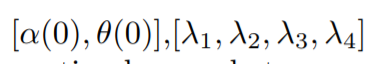 [α(0), θ(0)],[λ₁, λ₂, λ₃, λ₄]